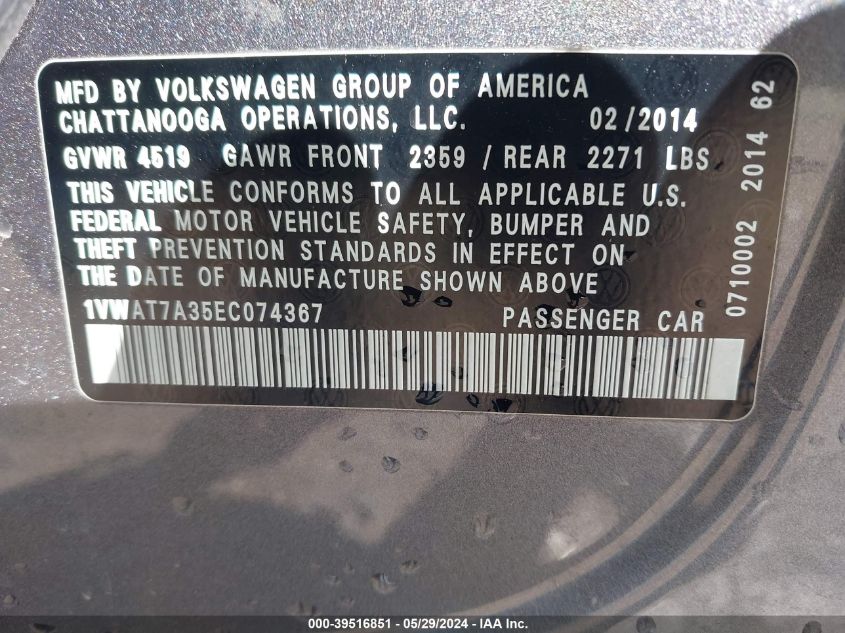 MFD BY VOLKSWAGEN GROUP OF AMERICA
CHATTANOOGA OPERATIONS, LLC. 02/2014
GVWR 4519 GAWR FRONT 2359 / REAR 2271 LBS
THIS VEHICLE CONFORMS TO ALL APPLICABLE U.S.
FEDERAL MOTOR VEHICLE SAFETY, BUMPER AND
THEFT PREVENTION STANDARDS IN EFFECT ON
THE DATE OF MANUFACTURE SHOWN ABOVE
1VWAT7A35EC074367 PASSENGER CAR
0710002 2014 62
000-39516851 - 05/29/2024 - © IAA, Inc.